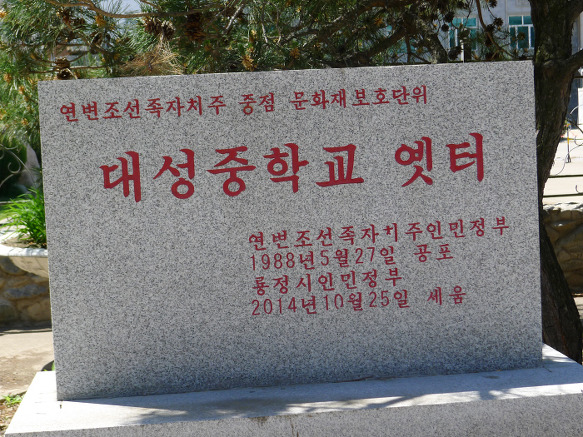 연변조선족자치주 중점 문화재보호단위
대성중학교 옛터
연변조선족자치주인민정부
1988년5월27일 공포
룡정시인민정부
2014년10월25일 세움